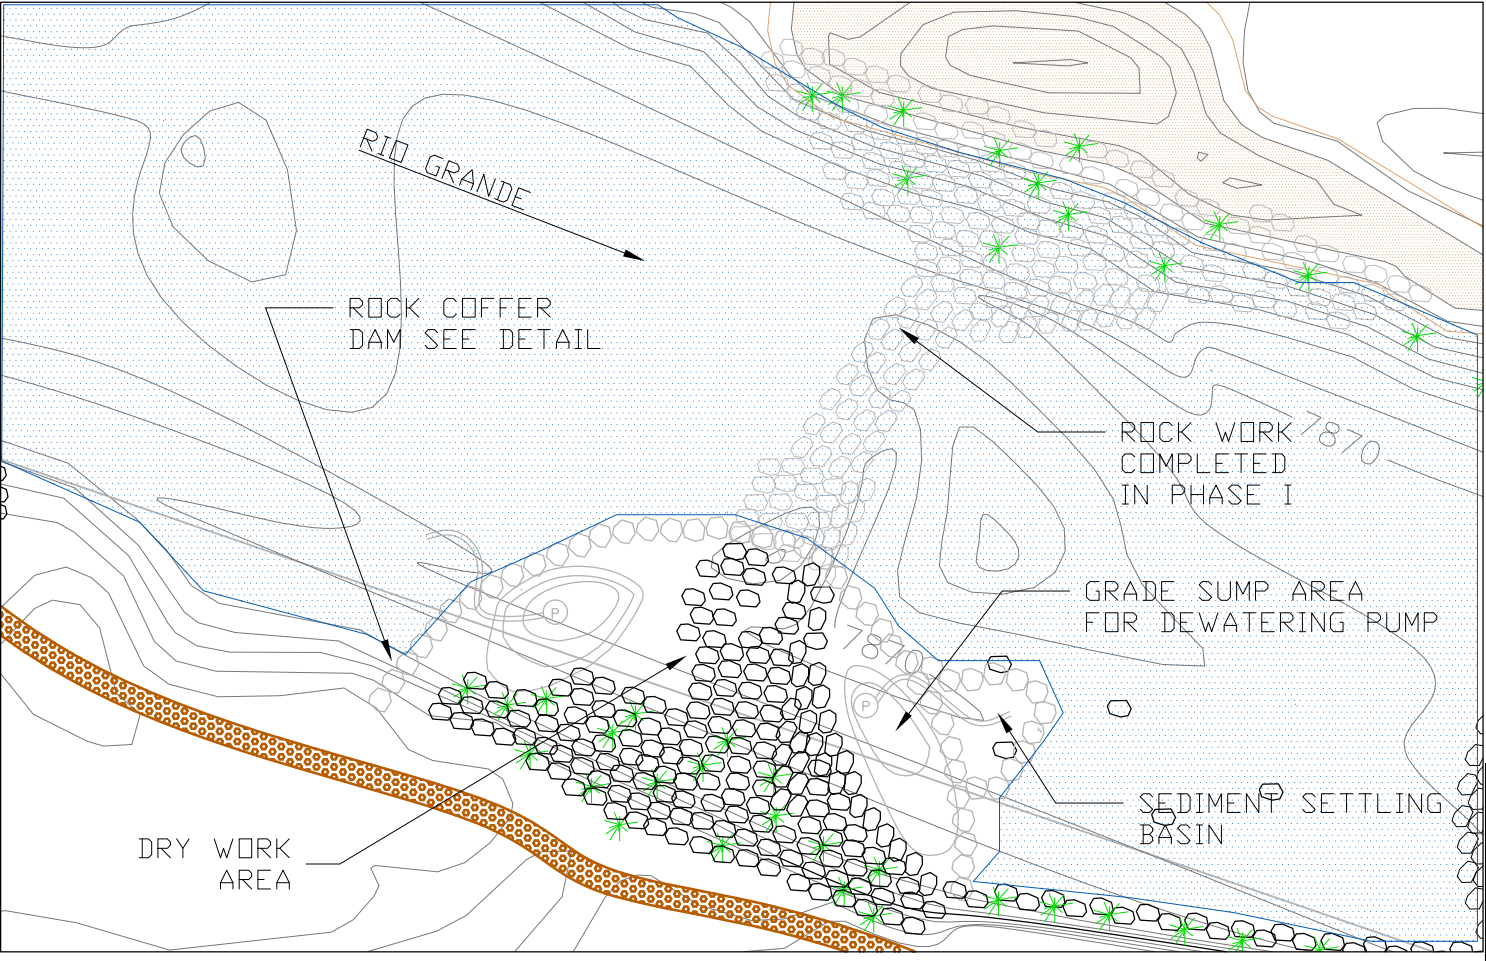 RIO GRANDE
ROCK COFFER
DAM SEE DETAIL
7870
ROCK WORK
COMPLETED
IN PHASE I
P
GRADE SUMP AREA
FOR DEWATERING PUMP
7870
P
SEDIMENT SETTLING
BASIN
DRY WORK
AREA